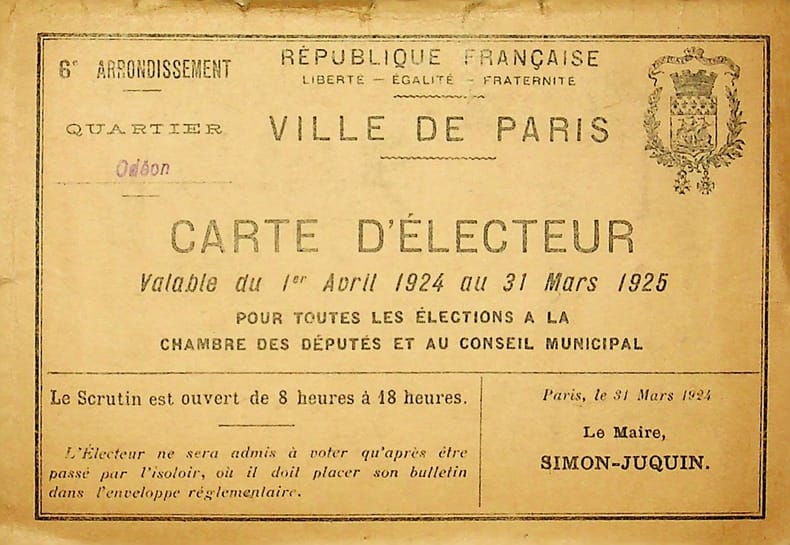 6e ARRONDISSEMENT
QUARTIER
Odéon
RÉPUBLIQUE FRANÇAISE
LIBERTÉ — ÉGALITÉ — FRATERNITÉ
VILLE DE PARIS
CARTE D'ÉLECTEUR
Valable du 1er Avril 1924 au 31 Mars 1925
POUR TOUTES LES ÉLECTIONS A LA
CHAMBRE DES DÉPUTÉS ET AU CONSEIL MUNICIPAL
Le Scrutin est ouvert de 8 heures à 18 heures.
L'Électeur ne sera admis à voter qu'après être
passé par l'isoloir, où il doit placer son bulletin
dans l'enveloppe réglementaire.
Paris, le 31 Mars 1924
Le Maire,
SIMON-JUQUIN.